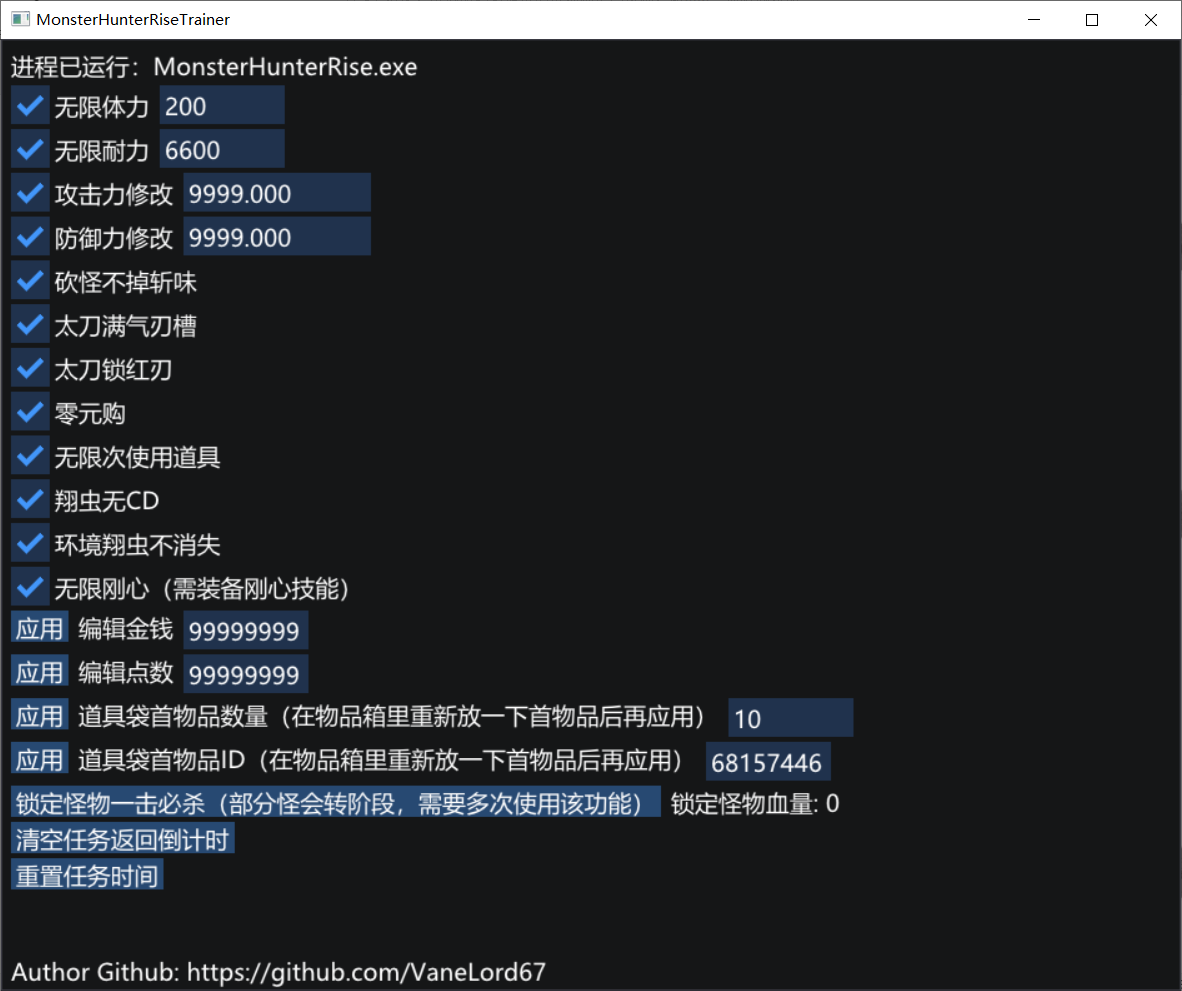 MonsterHunterRiseTrainer
进程已运行：MonsterHunterRise.exe
无限体力 200
无限耐力 6600
攻击力修改 9999.000
防御力修改 9999.000
砍怪不掉斩味
太刀满气刃槽
太刀锁红刃
零元购
无限次使用道具
翔虫无CD
环境翔虫不消失
无限刚心（需装备刚心技能）
应用 编辑金钱 99999999
应用 编辑点数 99999999
应用 道具袋首物品数量（在物品箱里重新放一下首物品后再应用） 10
应用 道具袋首物品ID（在物品箱里重新放一下首物品后再应用） 68157446
锁定怪物一击必杀（部分怪会转阶段，需要多次使用该功能） 锁定怪物血量: 0
清空任务返回倒计时
重置任务时间
Author Github: https://github.com/VaneLord67